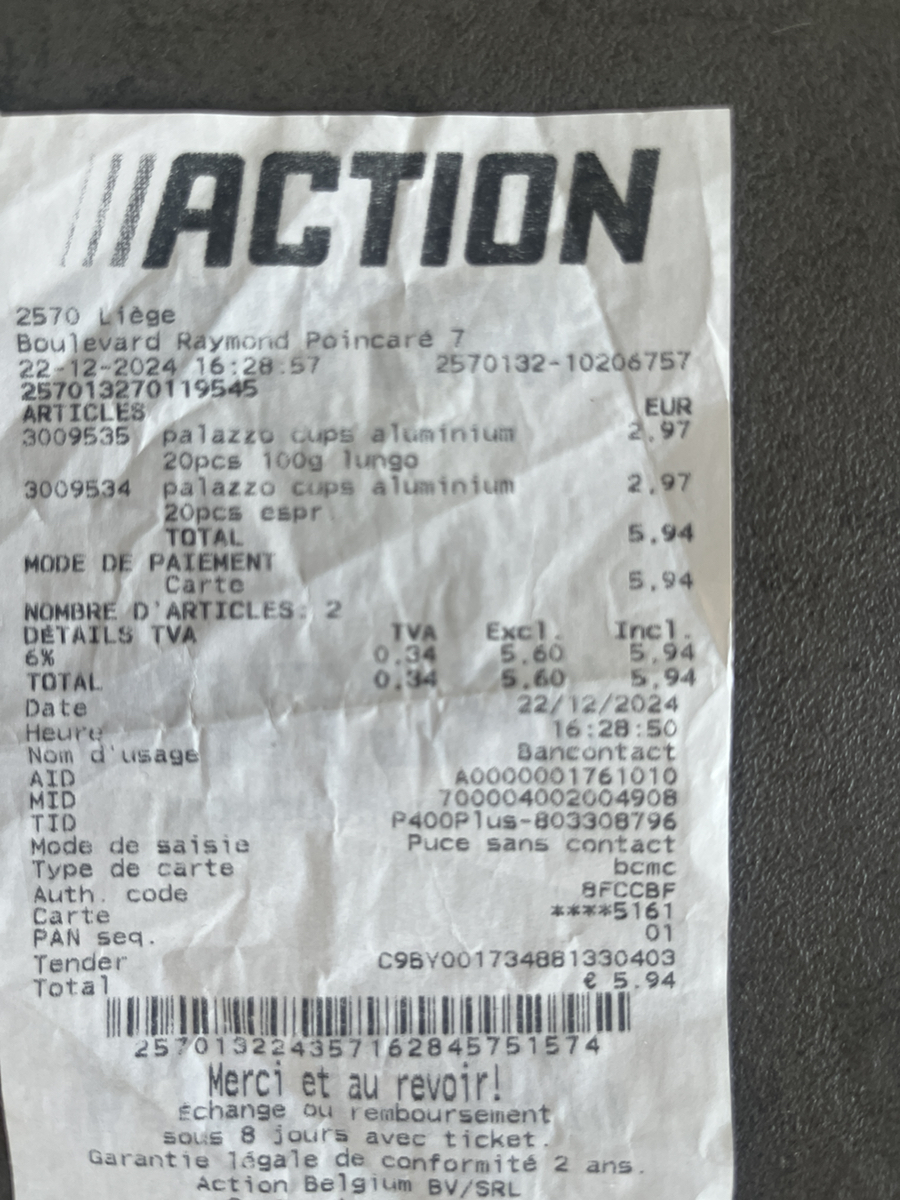 ACTION
2570 Liège
Boulevard Raymond Poincaré 7
22-12-2024 16:28:57 2570132-10206757
257013270119545
ARTICLES EUR
3009535 palazzo cups aluminium 2,97
20pcs 100g lungo
3009534 palazzo cups aluminium 2,97
20pcs espr.
TOTAL 5,94
MODE DE PAIEMENT
Carte 5,94
NOMBRE D'ARTICLES: 2
DÉTAILS TVA TVA Excl. Incl.
6% 0.34 5.60 5.94
TOTAL 0.34 5.60 5.94
Date 22/12/2024
Heure 16:28:50
Nom d'usage Bancontact
AID A0000001761010
MID 700004002004908
TID P400Plus-803308796
Mode de saisie Puce sans contact
Type de carte bcmc
Auth. code 8FCCBF
Carte ****5161
PAN seq. 01
Tender C9BY001734881330403
Total € 5.94
257013224357162845751574
Merci et au revoir!
Échange ou remboursement
sous 8 jours avec ticket.
Garantie légale de conformité 2 ans.
Action Belgium BV/SRL